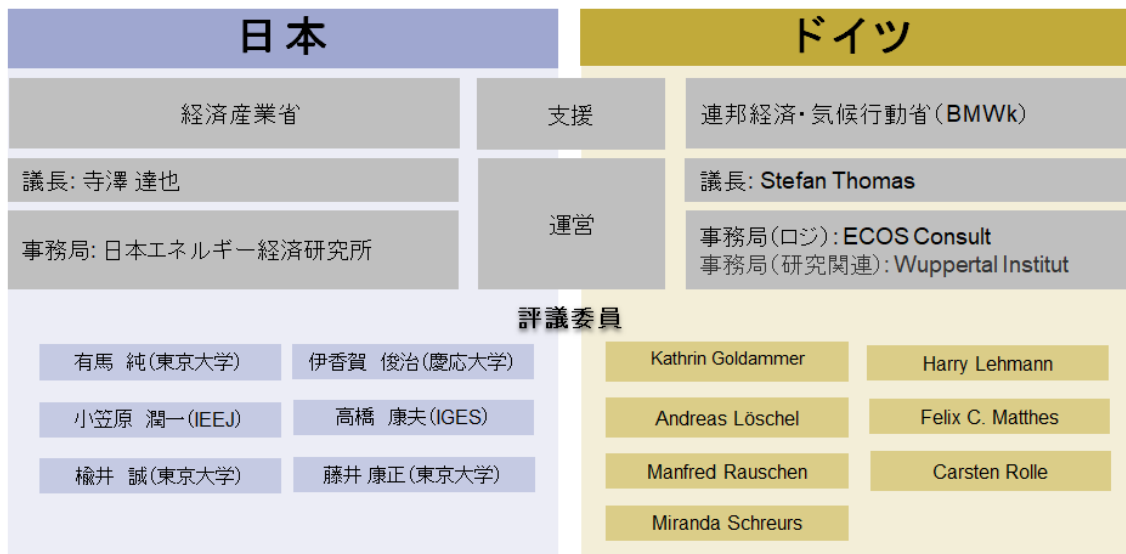 日本
ドイツ
経済産業省
支援
連邦経済・気候行動省(BMWk)
議長: 寺澤 達也
運営
議長: Stefan Thomas
事務局: 日本エネルギー経済研究所
事務局(ロジ): ECOS Consult
事務局(研究関連): Wuppertal Institut
評議委員
有馬 純(東京大学)
伊香賀 俊治(慶応大学)
小笠原 潤一(IEEJ)
高橋 康夫(IGES)
楡井 誠(東京大学)
藤井 康正(東京大学)
Kathrin Goldammer
Harry Lehmann
Andreas Löschel
Felix C. Matthes
Manfred Rauschen
Carsten Rolle
Miranda Schreurs